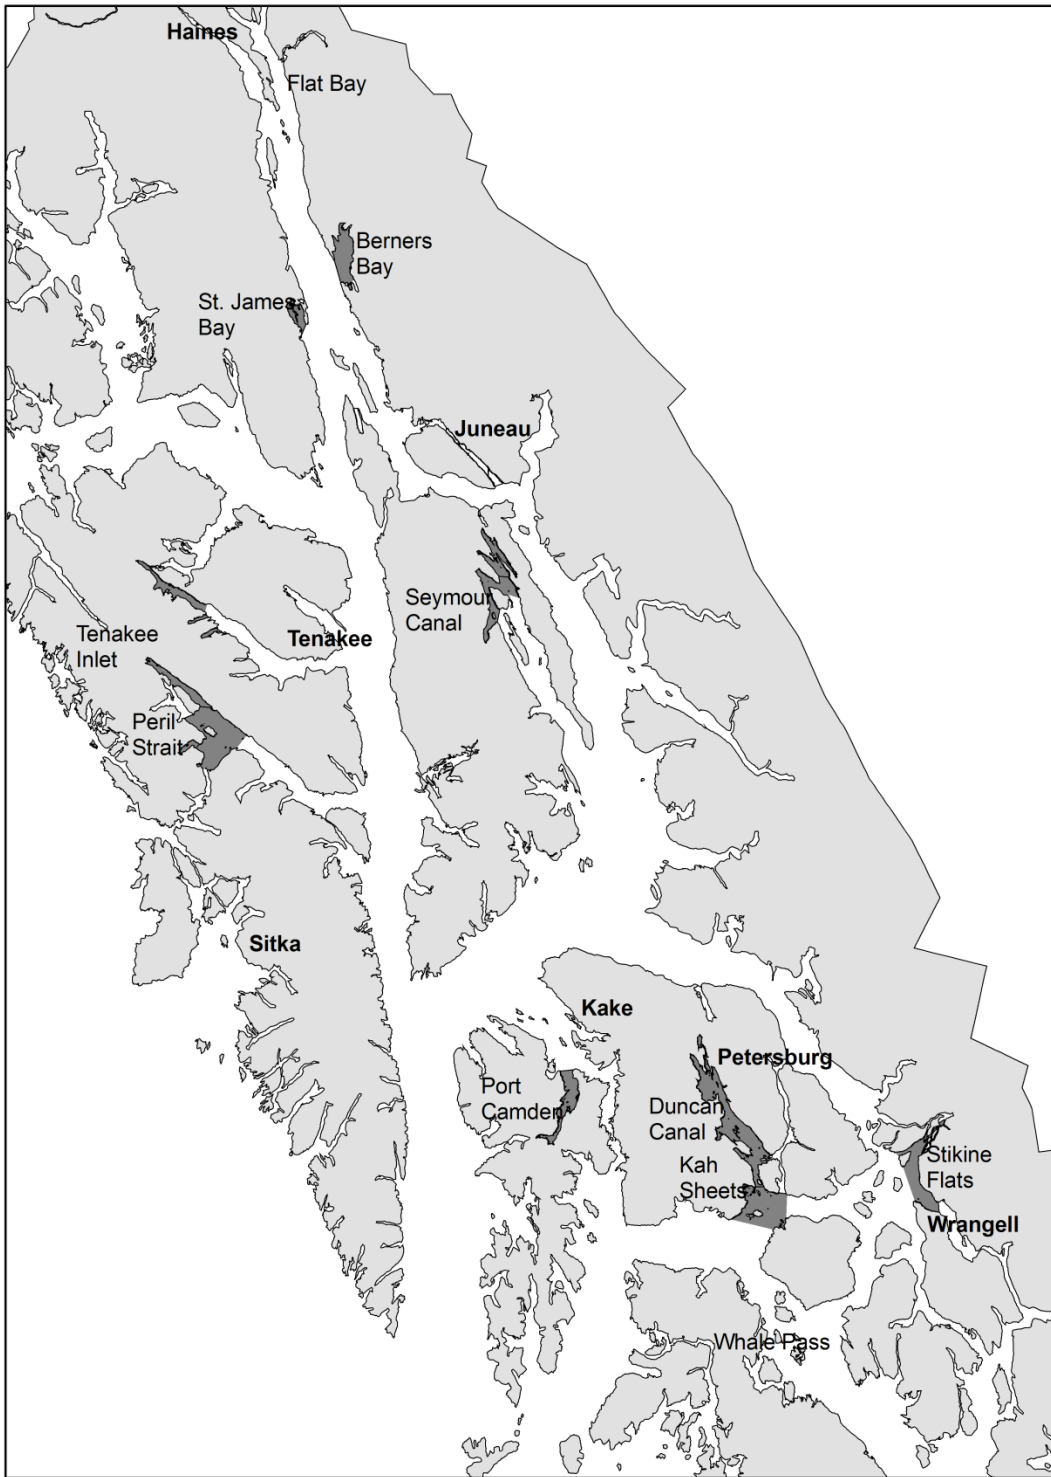 Haines
Flat Bay
Berners
Bay
St. James
Bay
Juneau
Seymour
Canal
Tenakee
Inlet
Tenakee
Peril
Strait
Sitka
Kake
Petersburg
Port
Camden
Duncan
Canal
Kah
Sheets
Stikine
Flats
Wrangell
Whale Pass